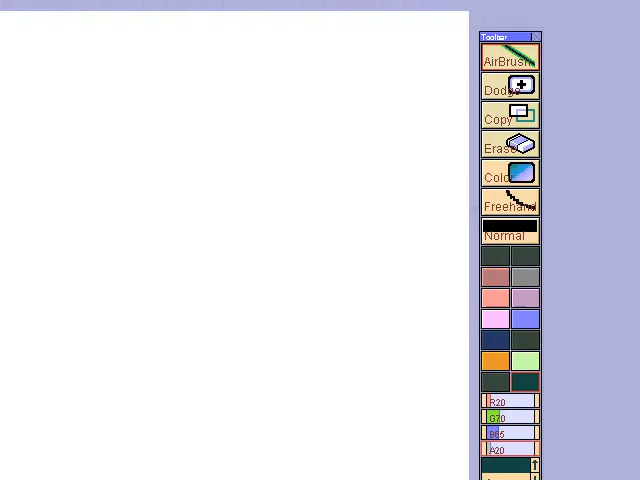 Toolbar
AirBrush
Dodge
Copy
Erase
Color
Freehand
Normal
R20
G70
B65
A20